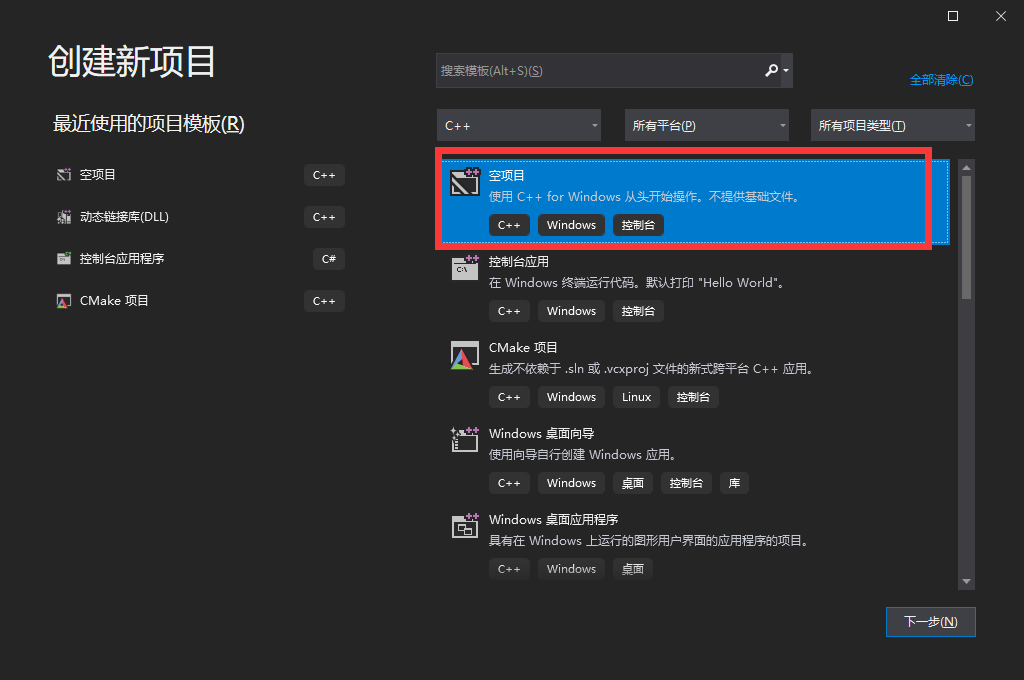 创建新项目
最近使用的项目模板(R)
空项目 C++
动态链接库(DLL) C++
控制台应用程序 C#
CMake 项目 C++
搜索模板(Alt+S)(S)
全部清除(C)
C++ 所有平台(P) 所有项目类型(T)
空项目
使用 C++ for Windows 从头开始操作。不提供基础文件。
C++ Windows 控制台
控制台应用
在 Windows 终端运行代码。默认打印 "Hello World"。
C++ Windows 控制台
CMake 项目
生成不依赖于 .sln 或 .vcxproj 文件的新式跨平台 C++ 应用。
C++ Windows Linux 控制台
Windows 桌面向导
使用向导自行创建 Windows 应用。
C++ Windows 桌面 控制台 库
Windows 桌面应用程序
具有在 Windows 上运行的图形用户界面的应用程序的项目。
C++ Windows 桌面
下一步(N)